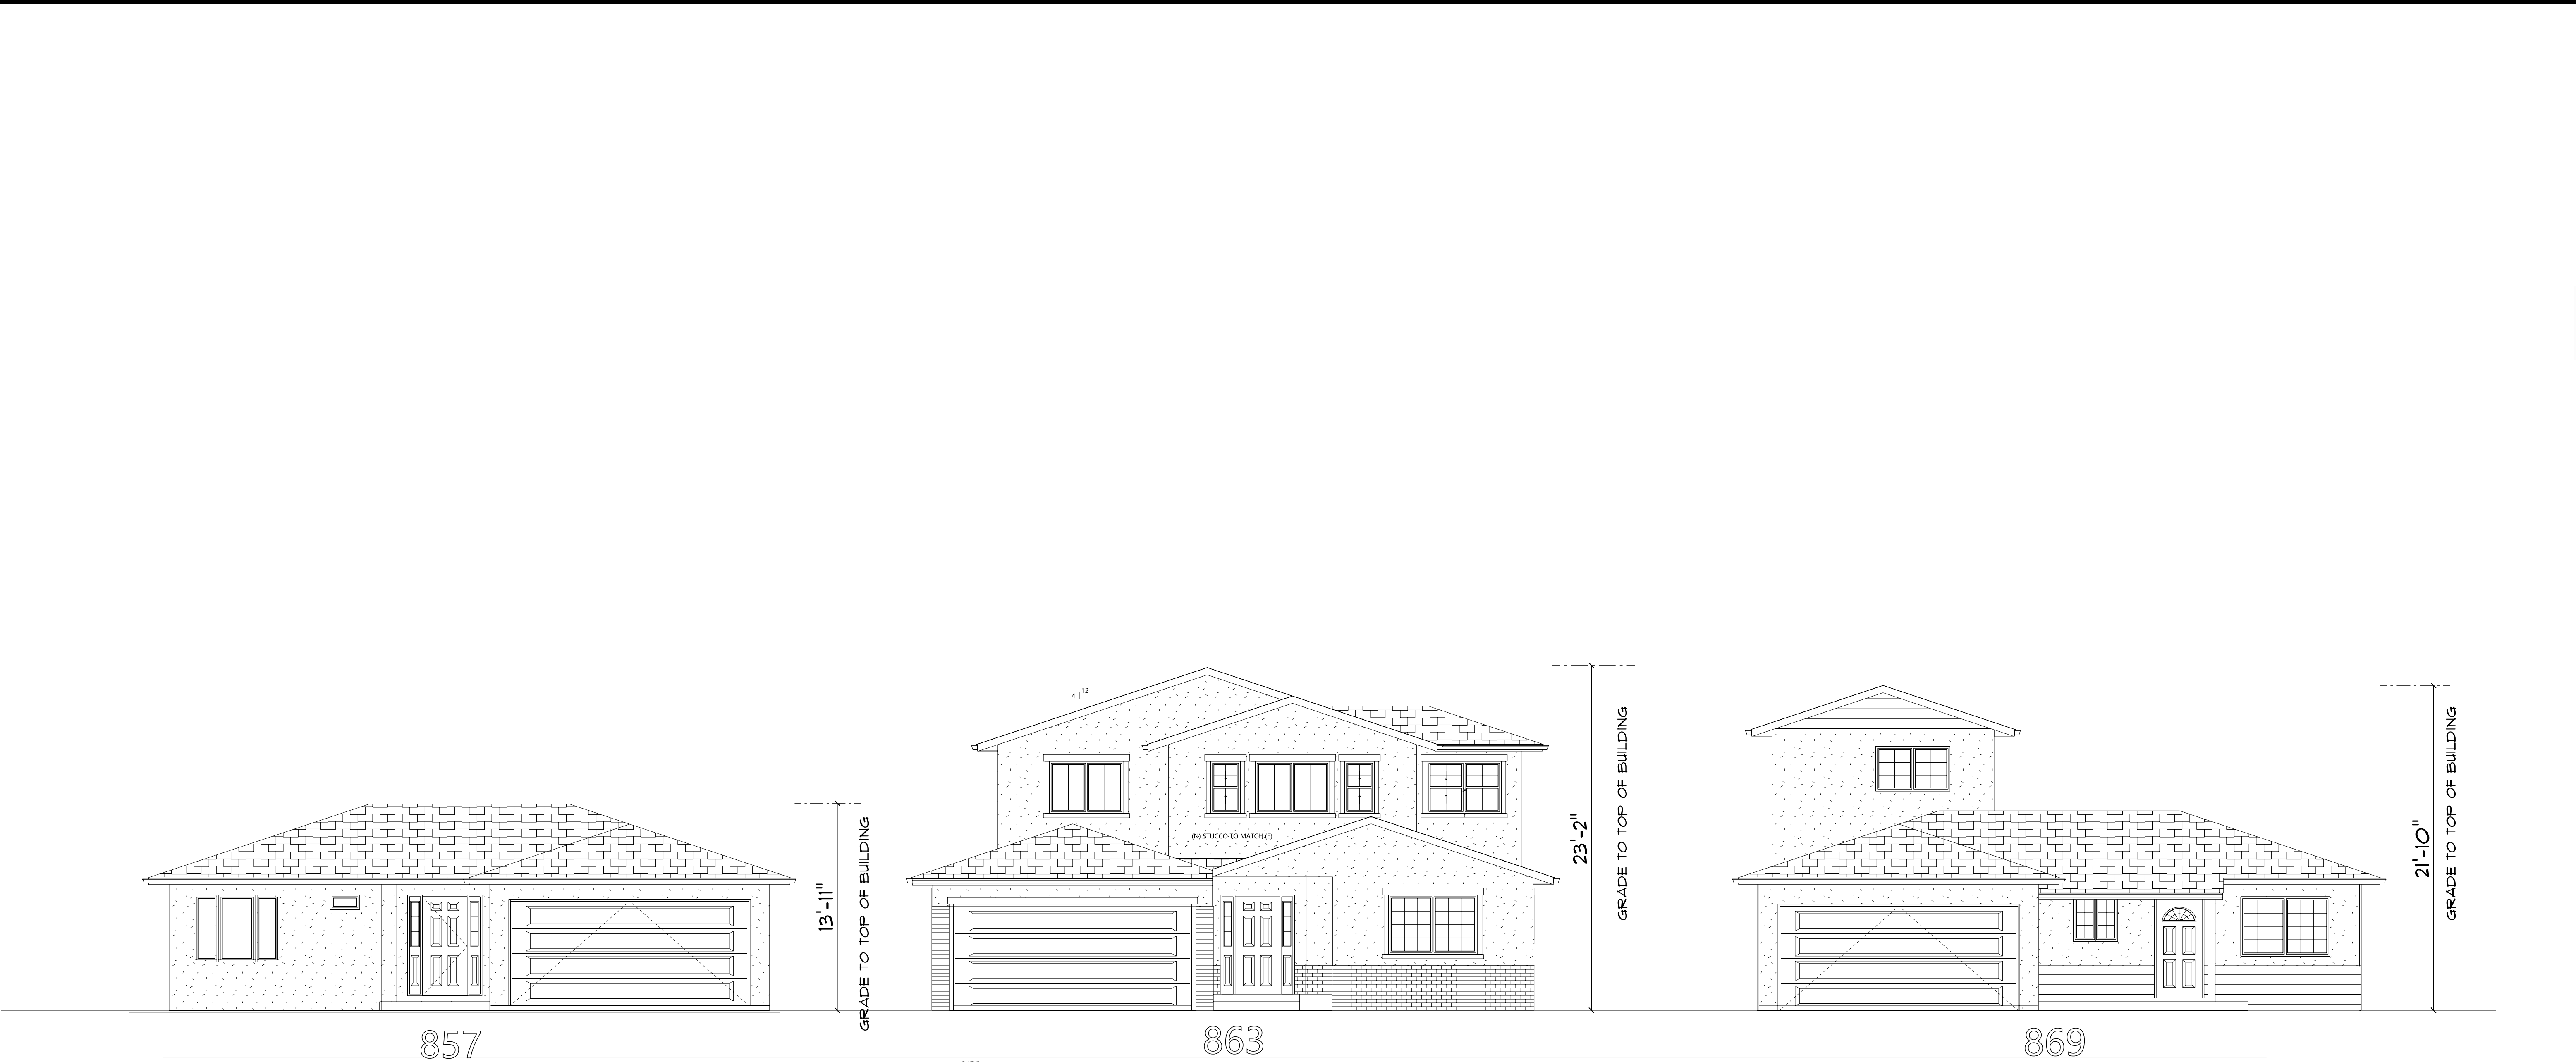 12
4
(N) STUCCO TO MATCH (E)
13'-11"
GRADE TO TOP OF BUILDING
23'-2"
GRADE TO TOP OF BUILDING
21'-10"
GRADE TO TOP OF BUILDING
857
863
869